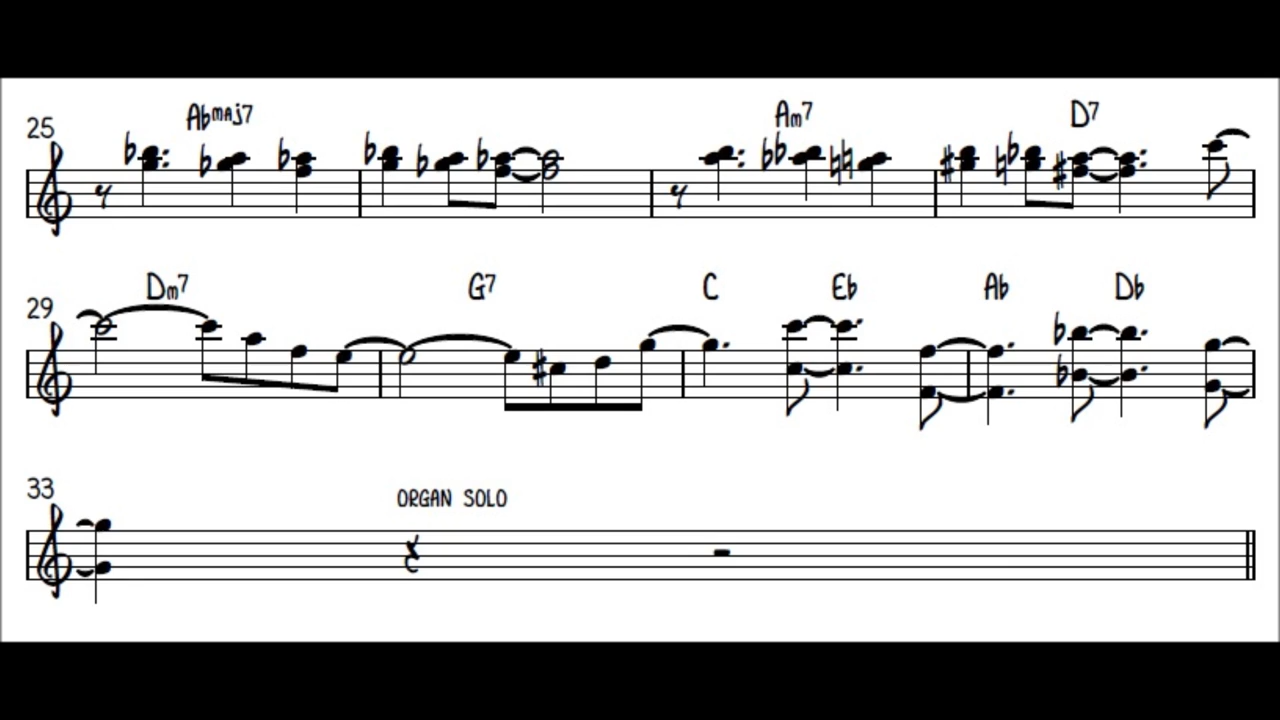 Abmaj7 Am7 D7
25
Dm7 G7 C Eb Ab Db
29
33 ORGAN SOLO